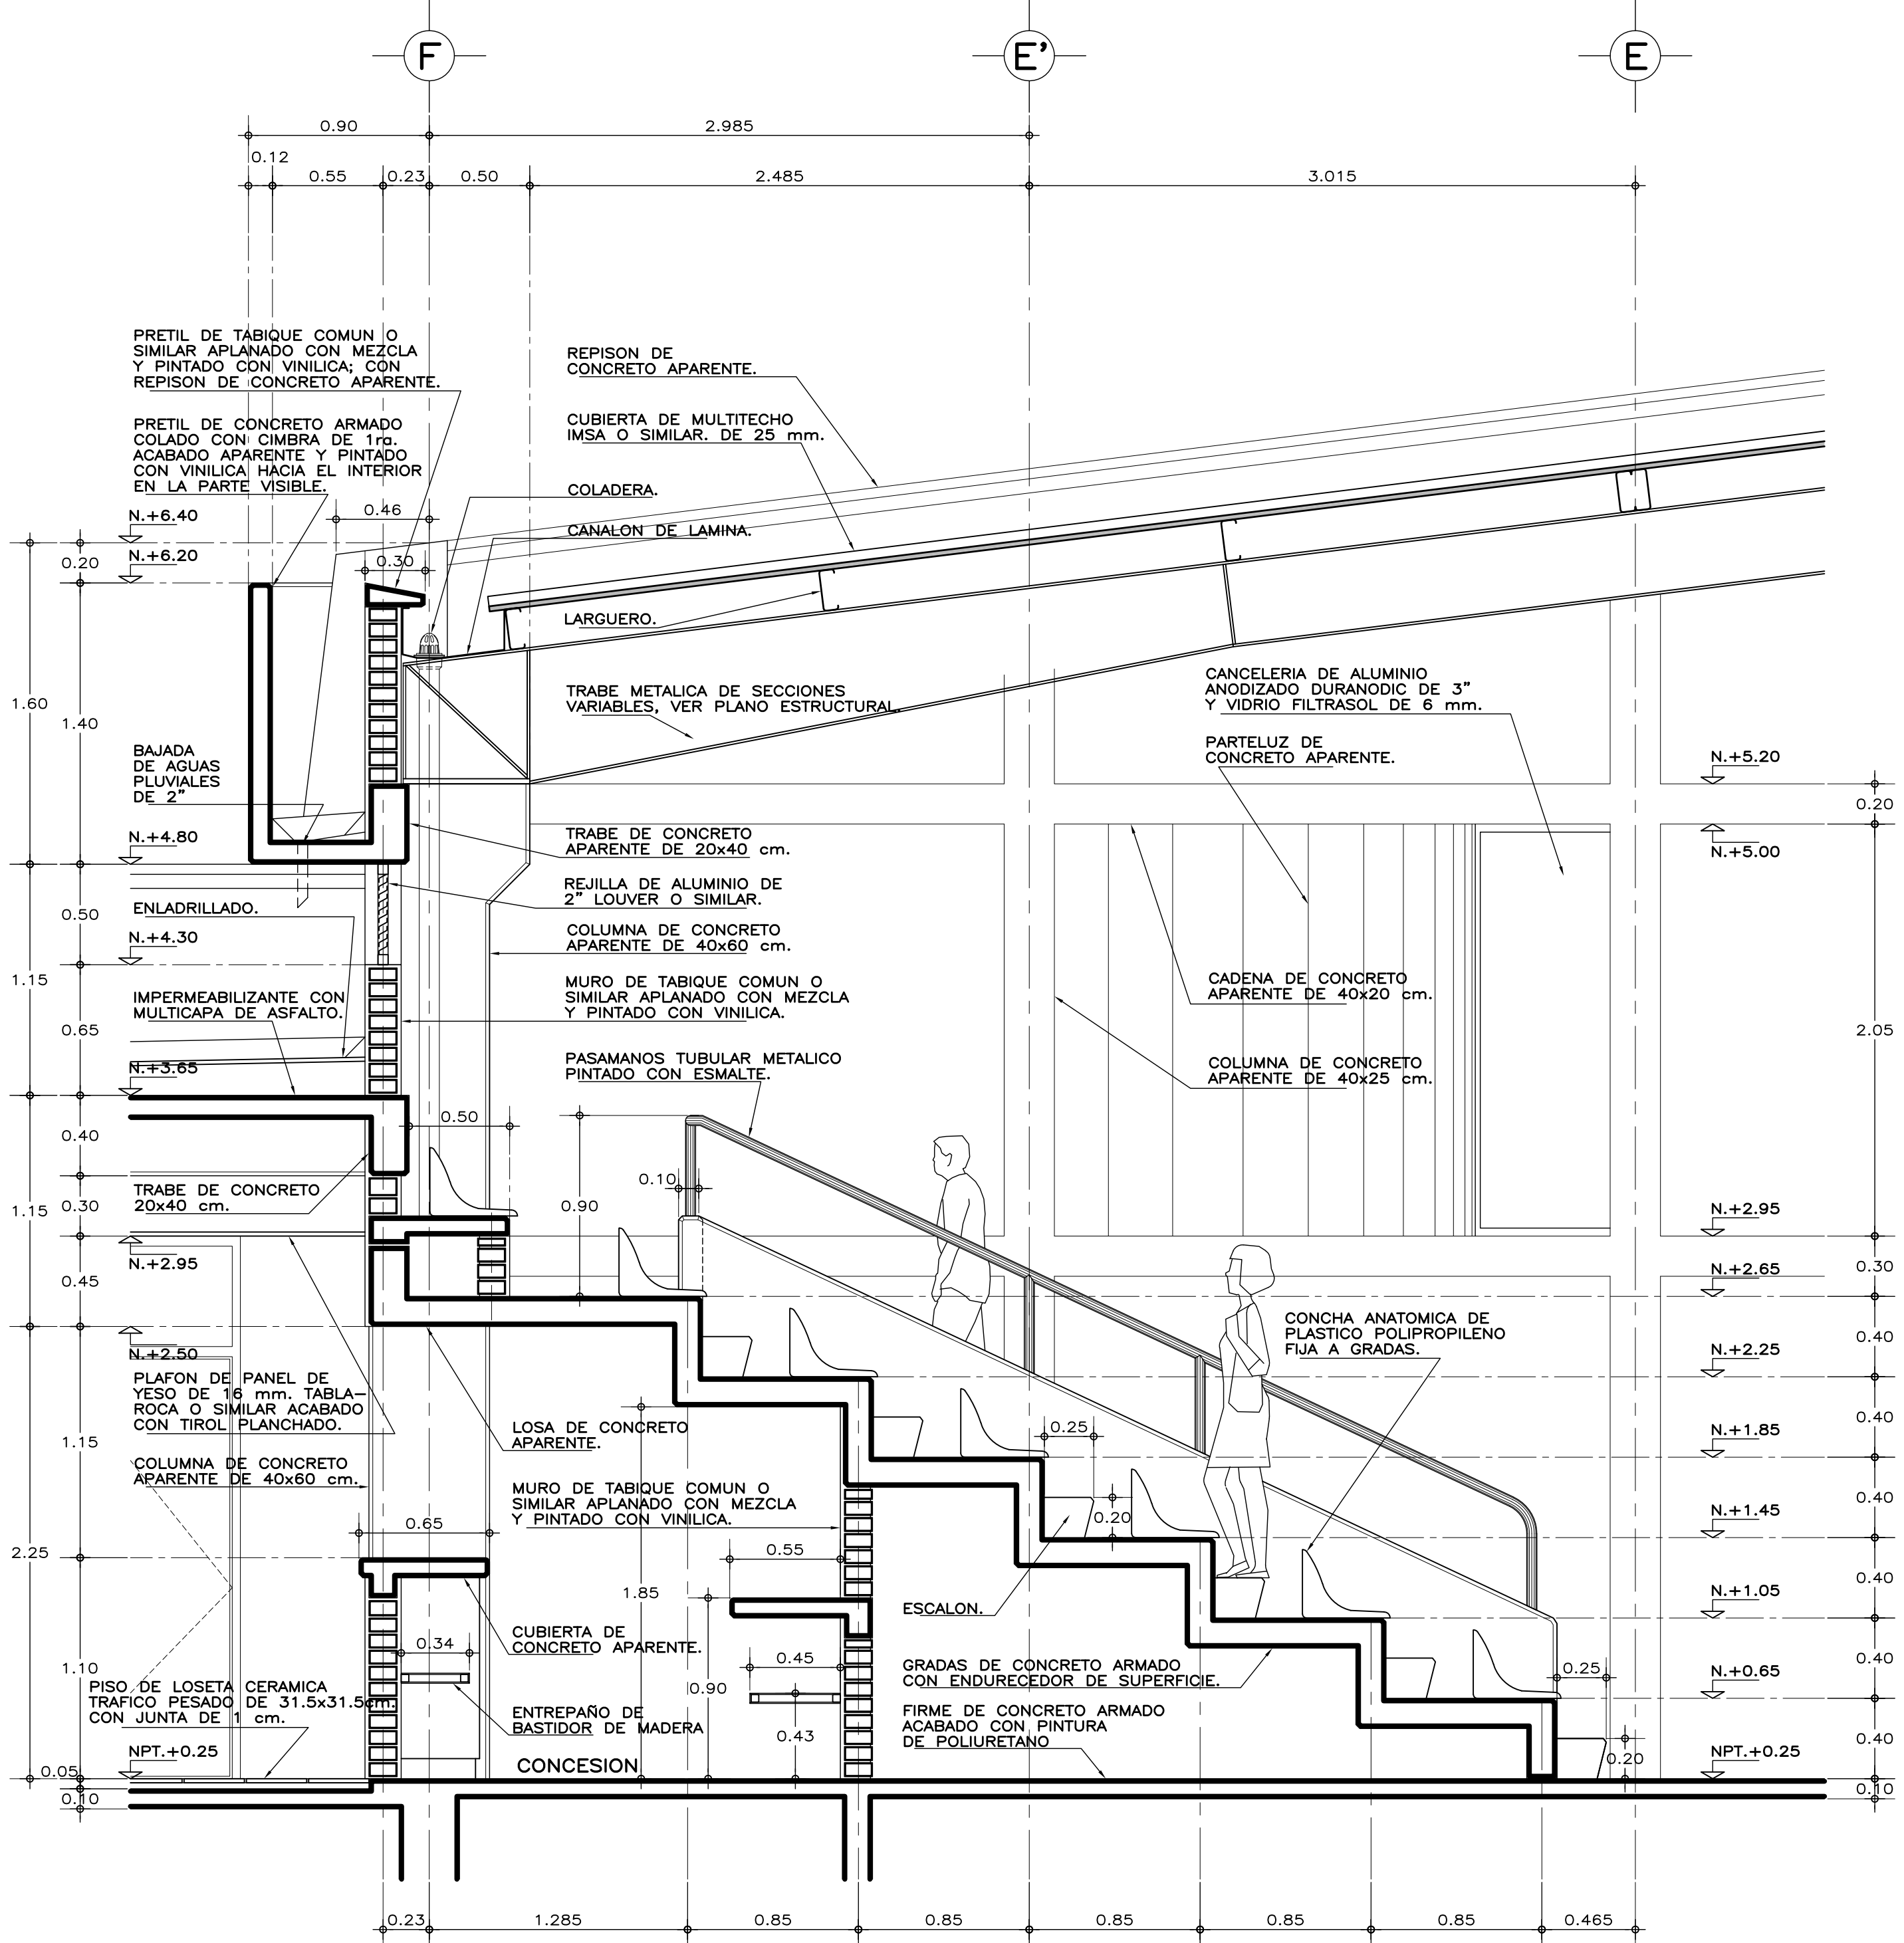 F
E'
E
0.90
2.985
0.12
0.55
0.23
0.50
2.485
3.015
PRETIL DE TABIQUE COMUN O
SIMILAR APLANADO CON MEZCLA
Y PINTADO CON VINILICA; CON
REPISON DE CONCRETO APARENTE.
REPISON DE
CONCRETO APARENTE.
PRETIL DE CONCRETO ARMADO
COLADO CON CIMBRA DE 1ra.
ACABADO APARENTE Y PINTADO
CON VINILICA HACIA EL INTERIOR
EN LA PARTE VISIBLE.
CUBIERTA DE MULTITECHO
IMSA O SIMILAR. DE 25 mm.
COLADERA.
CANALON DE LAMINA.
0.46
N.+6.40
0.20
N.+6.20
0.30
LARGUERO.
1.60
1.40
TRABE METALICA DE SECCIONES
VARIABLES, VER PLANO ESTRUCTURAL.
CANCELERIA DE ALUMINIO
ANODIZADO DURANODIC DE 3"
Y VIDRIO FILTRASOL DE 6 mm.
PARTELUZ DE
CONCRETO APARENTE.
BAJADA
DE AGUAS
PLUVIALES
DE 2"
N.+5.20
0.20
N.+5.00
N.+4.80
TRABE DE CONCRETO
APARENTE DE 20x40 cm.
REJILLA DE ALUMINIO DE
2" LOUVER O SIMILAR.
ENLADRILLADO.
0.50
N.+4.30
COLUMNA DE CONCRETO
APARENTE DE 40x60 cm.
1.15
MURO DE TABIQUE COMUN O
SIMILAR APLANADO CON MEZCLA
Y PINTADO CON VINILICA.
CADENA DE CONCRETO
APARENTE DE 40x20 cm.
IMPERMEABILIZANTE CON
MULTICAPA DE ASFALTO.
0.65
2.05
N.+3.65
PASAMANOS TUBULAR METALICO
PINTADO CON ESMALTE.
COLUMNA DE CONCRETO
APARENTE DE 40x25 cm.
0.50
0.40
0.10
0.90
TRABE DE CONCRETO
20x40 cm.
1.15
0.30
N.+2.95
N.+2.95
0.45
N.+2.65
0.30
CONCHA ANATOMICA DE
PLASTICO POLIPROPILENO
FIJA A GRADAS.
0.40
N.+2.50
N.+2.25
PLAFON DE PANEL DE
YESO DE 16 mm. TABLA-
ROCA O SIMILAR ACABADO
CON TIROL PLANCHADO.
LOSA DE CONCRETO
APARENTE.
0.25
0.40
N.+1.85
1.15
COLUMNA DE CONCRETO
APARENTE DE 40x60 cm.
MURO DE TABIQUE COMUN O
SIMILAR APLANADO CON MEZCLA
Y PINTADO CON VINILICA.
0.65
0.20
0.40
N.+1.45
2.25
0.55
1.85
0.40
N.+1.05
ESCALON.
CUBIERTA DE
CONCRETO APARENTE.
0.34
0.45
0.90
GRADAS DE CONCRETO ARMADO
CON ENDURECEDOR DE SUPERFICIE.
0.25
0.40
N.+0.65
1.10
PISO DE LOSETA CERAMICA
TRAFICO PESADO DE 31.5x31.5cm.
CON JUNTA DE 1 cm.
ENTREPAÑO DE
BASTIDOR DE MADERA
0.43
FIRME DE CONCRETO ARMADO
ACABADO CON PINTURA
DE POLIURETANO
0.40
NPT.+0.25
CONCESION
0.20
NPT.+0.25
0.05
0.10
0.10
0.23
1.285
0.85
0.85
0.85
0.85
0.85
0.465